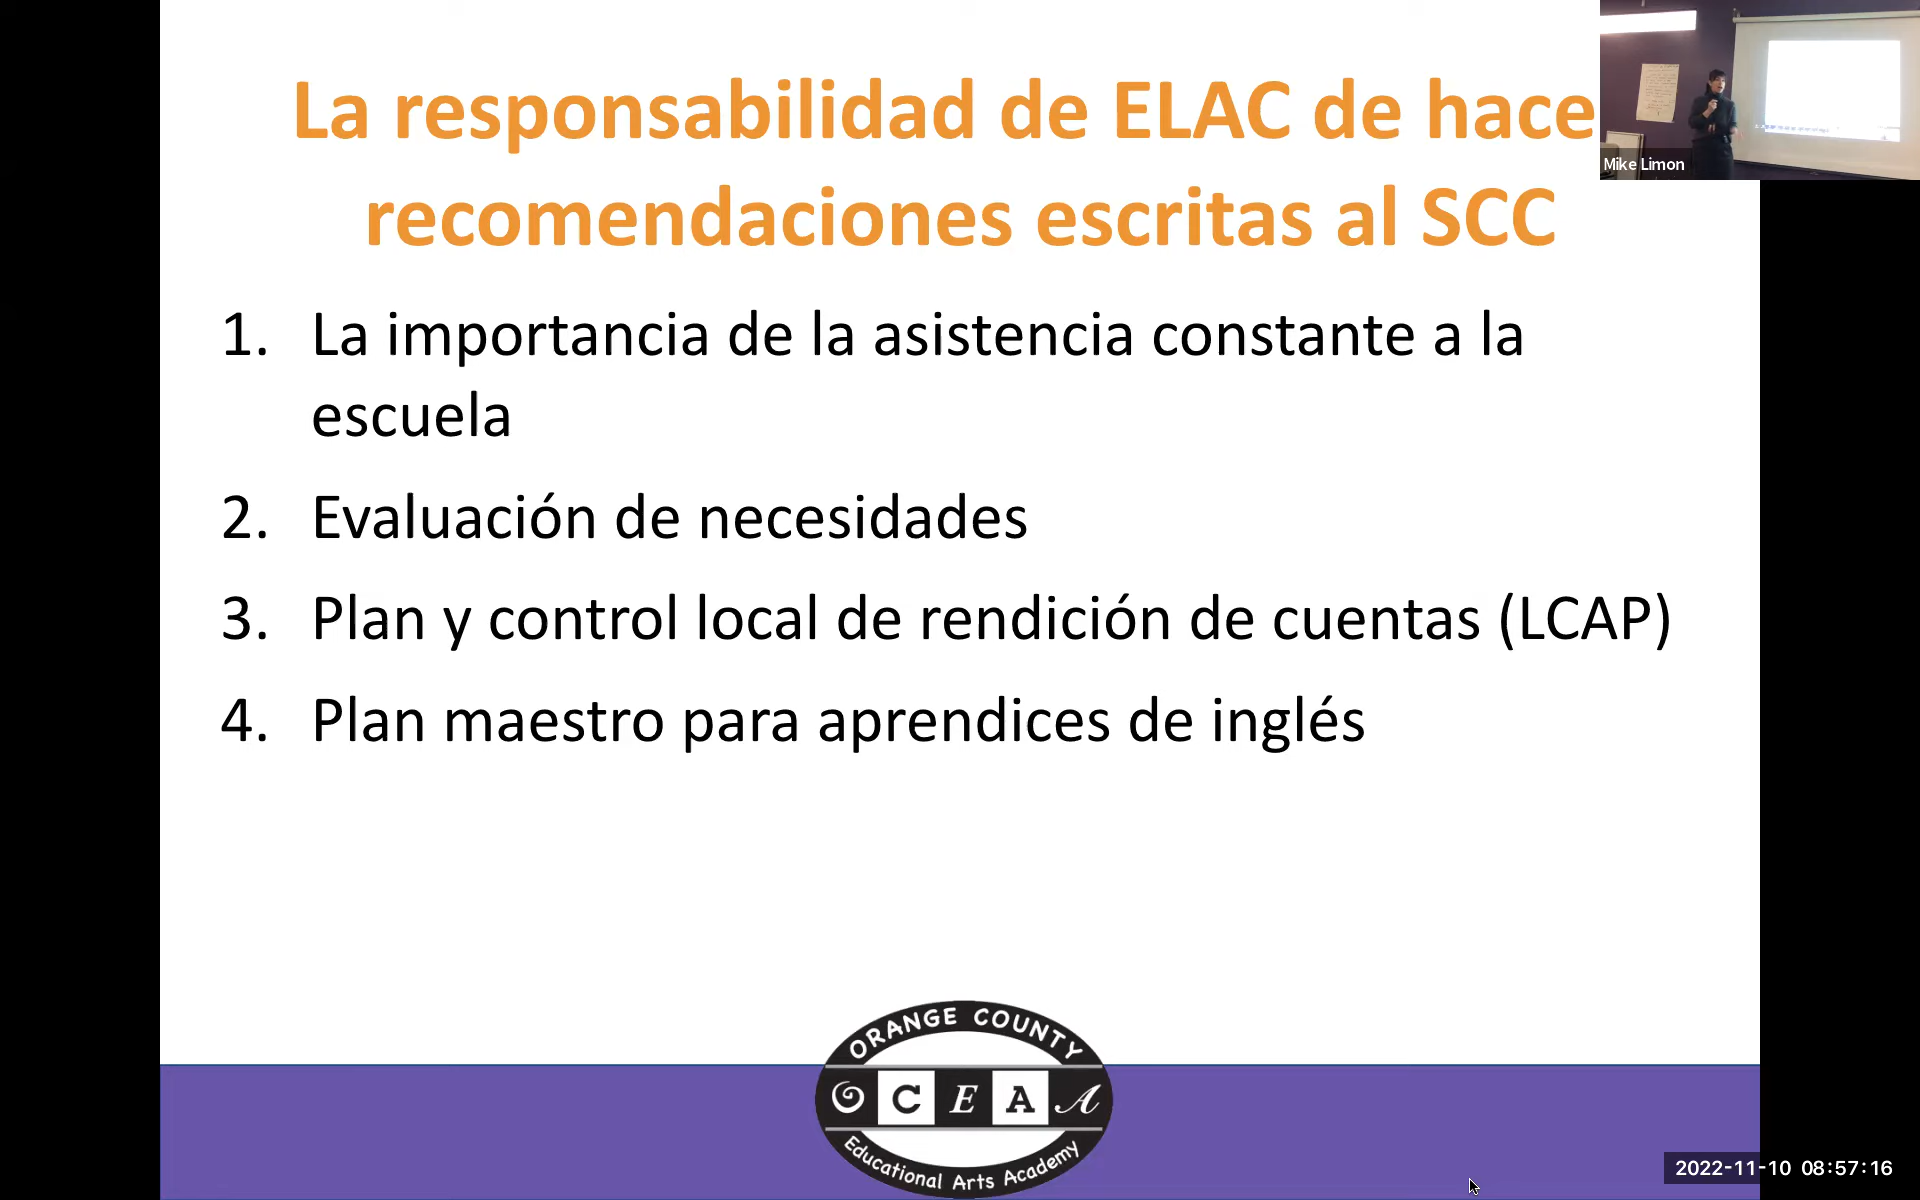 La responsabilidad de ELAC de hace
recomendaciones escritas al SCC
Mike Limon
1. La importancia de la asistencia constante a la
escuela
2. Evaluación de necesidades
3. Plan y control local de rendición de cuentas (LCAP)
4. Plan maestro para aprendices de inglés
ORANGE COUNTY
O C E A A
Educational Arts Academy
2022-11-10 08:57:16